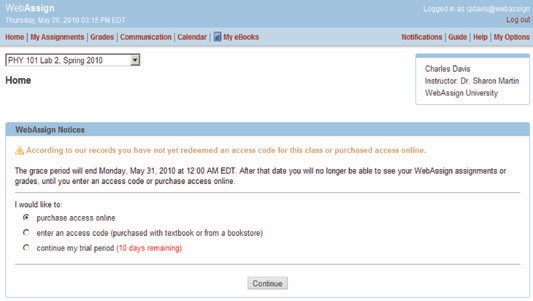 WebAssign
Logged in as cjdavis@webassign
Thursday, May 20, 2010 03:15 PM EDT
Log out
Home | My Assignments | Grades | Communication | Calendar | My eBooks
Notifications | Guide | Help | My Options
PHY 101 Lab 2, Spring 2010
Home
Charles Davis
Instructor: Dr. Sharon Martin
WebAssign University
WebAssign Notices
According to our records you have not yet redeemed an access code for this class or purchased access online.
The grace period will end Monday, May 31, 2010 at 12:00 AM EDT. After that date you will no longer be able to see your WebAssign assignments or
grades, until you enter an access code or purchase access online.
I would like to:
purchase access online
enter an access code (purchased with textbook or from a bookstore)
continue my trial period (10 days remaining)
Continue